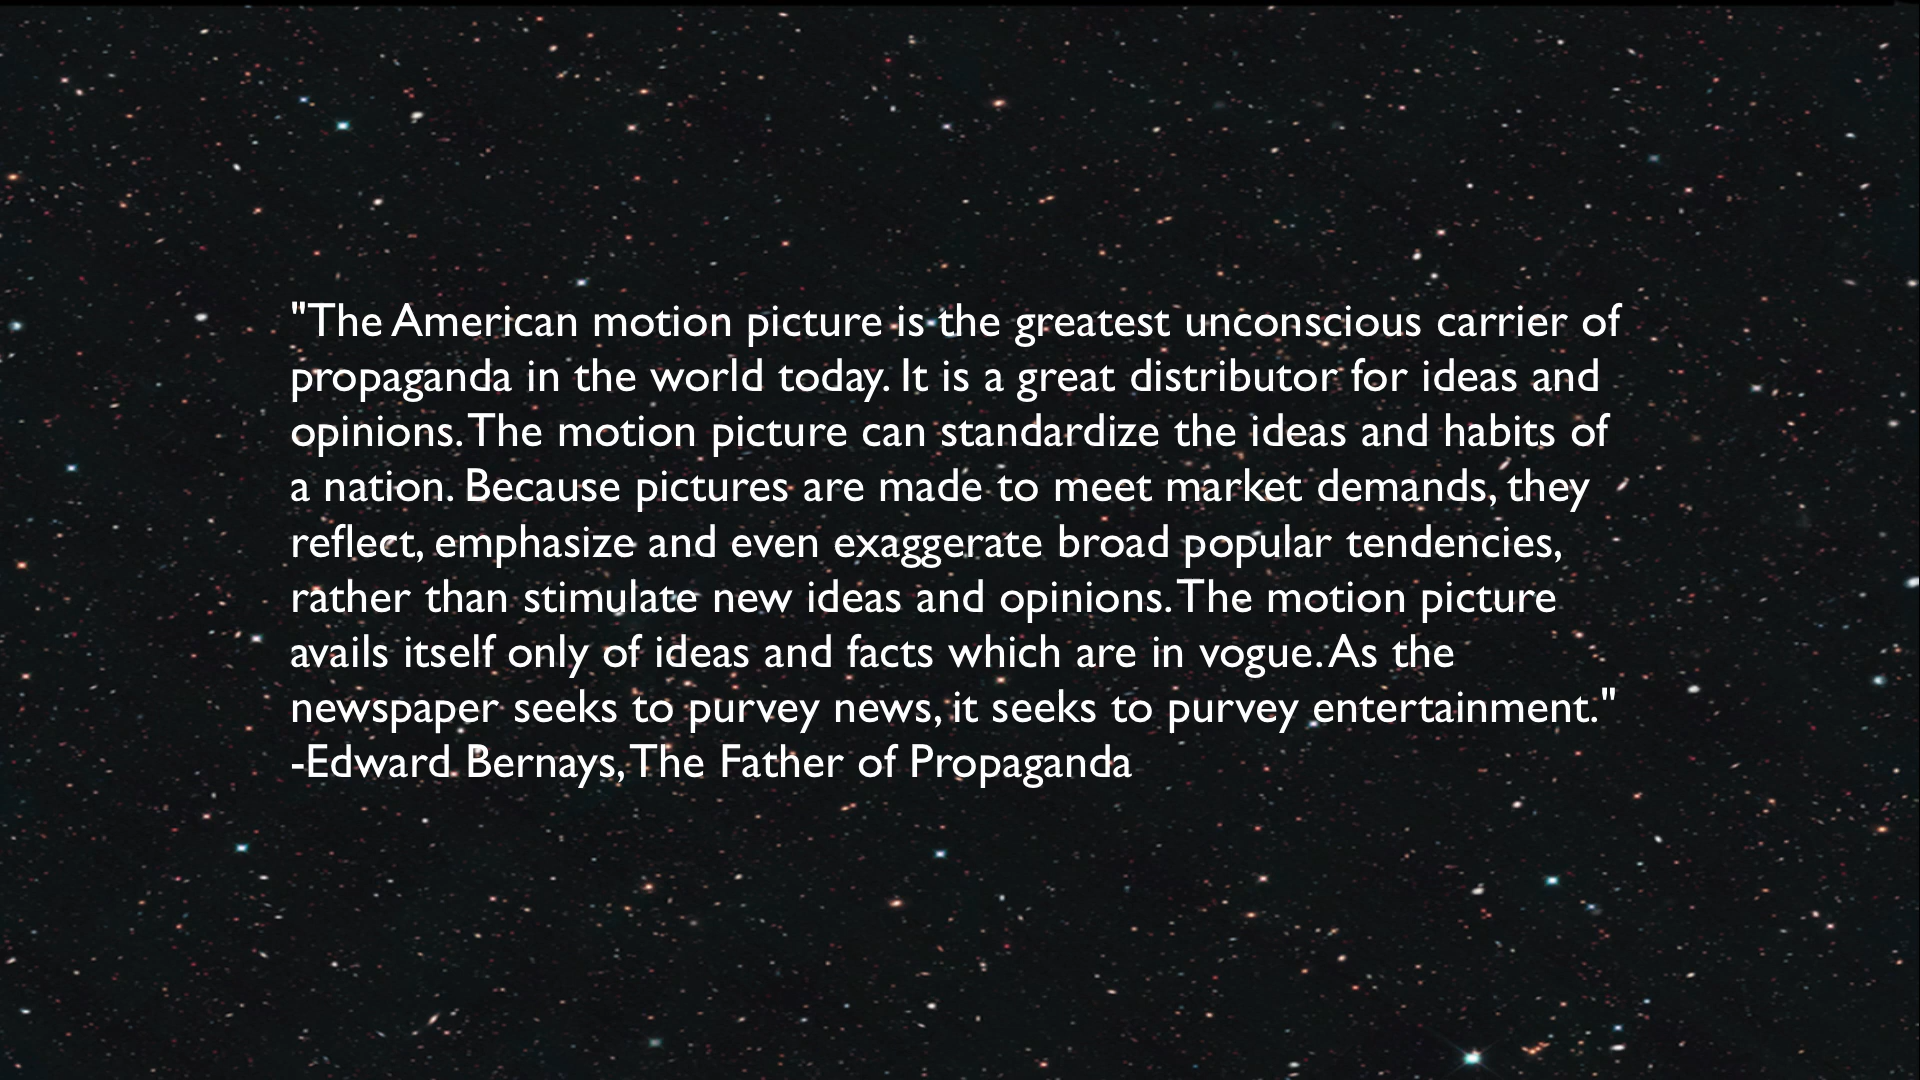 "The American motion picture is the greatest unconscious carrier of
propaganda in the world today. It is a great distributor for ideas and
opinions. The motion picture can standardize the ideas and habits of
a nation. Because pictures are made to meet market demands, they
reflect, emphasize and even exaggerate broad popular tendencies,
rather than stimulate new ideas and opinions. The motion picture
avails itself only of ideas and facts which are in vogue. As the
newspaper seeks to purvey news, it seeks to purvey entertainment."
-Edward Bernays, The Father of Propaganda